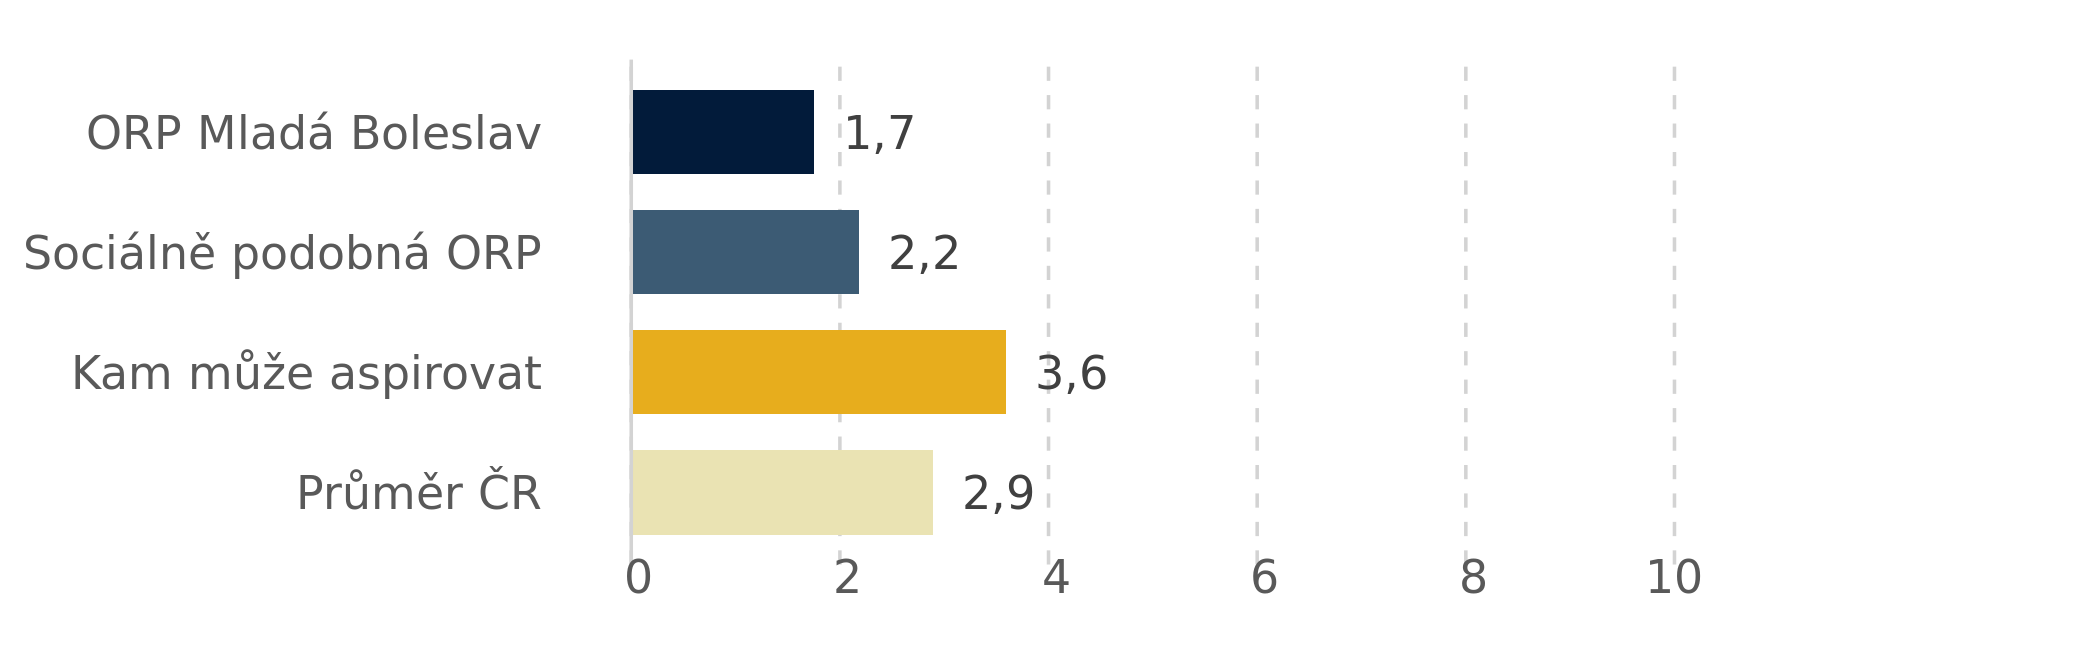 ORP Mladá Boleslav 1,7
Sociálně podobná ORP 2,2
Kam může aspirovat 3,6
Průměr ČR 2,9
0 2 4 6 8 10